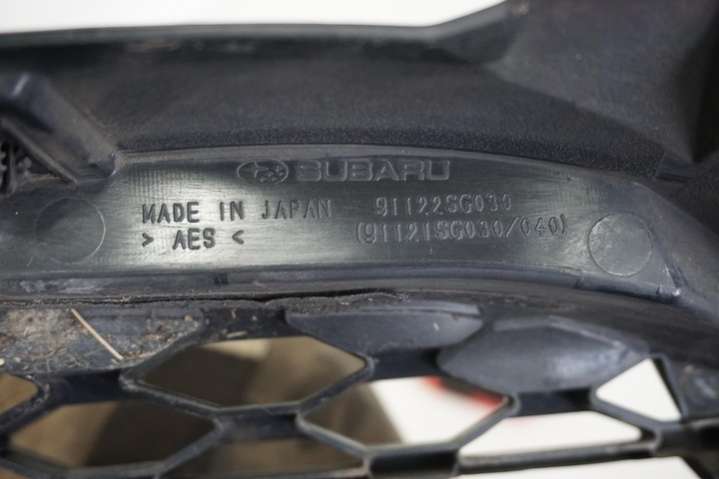 SUBARU
MADE IN JAPAN 91122SG030
> AES < (91121SG030/040)